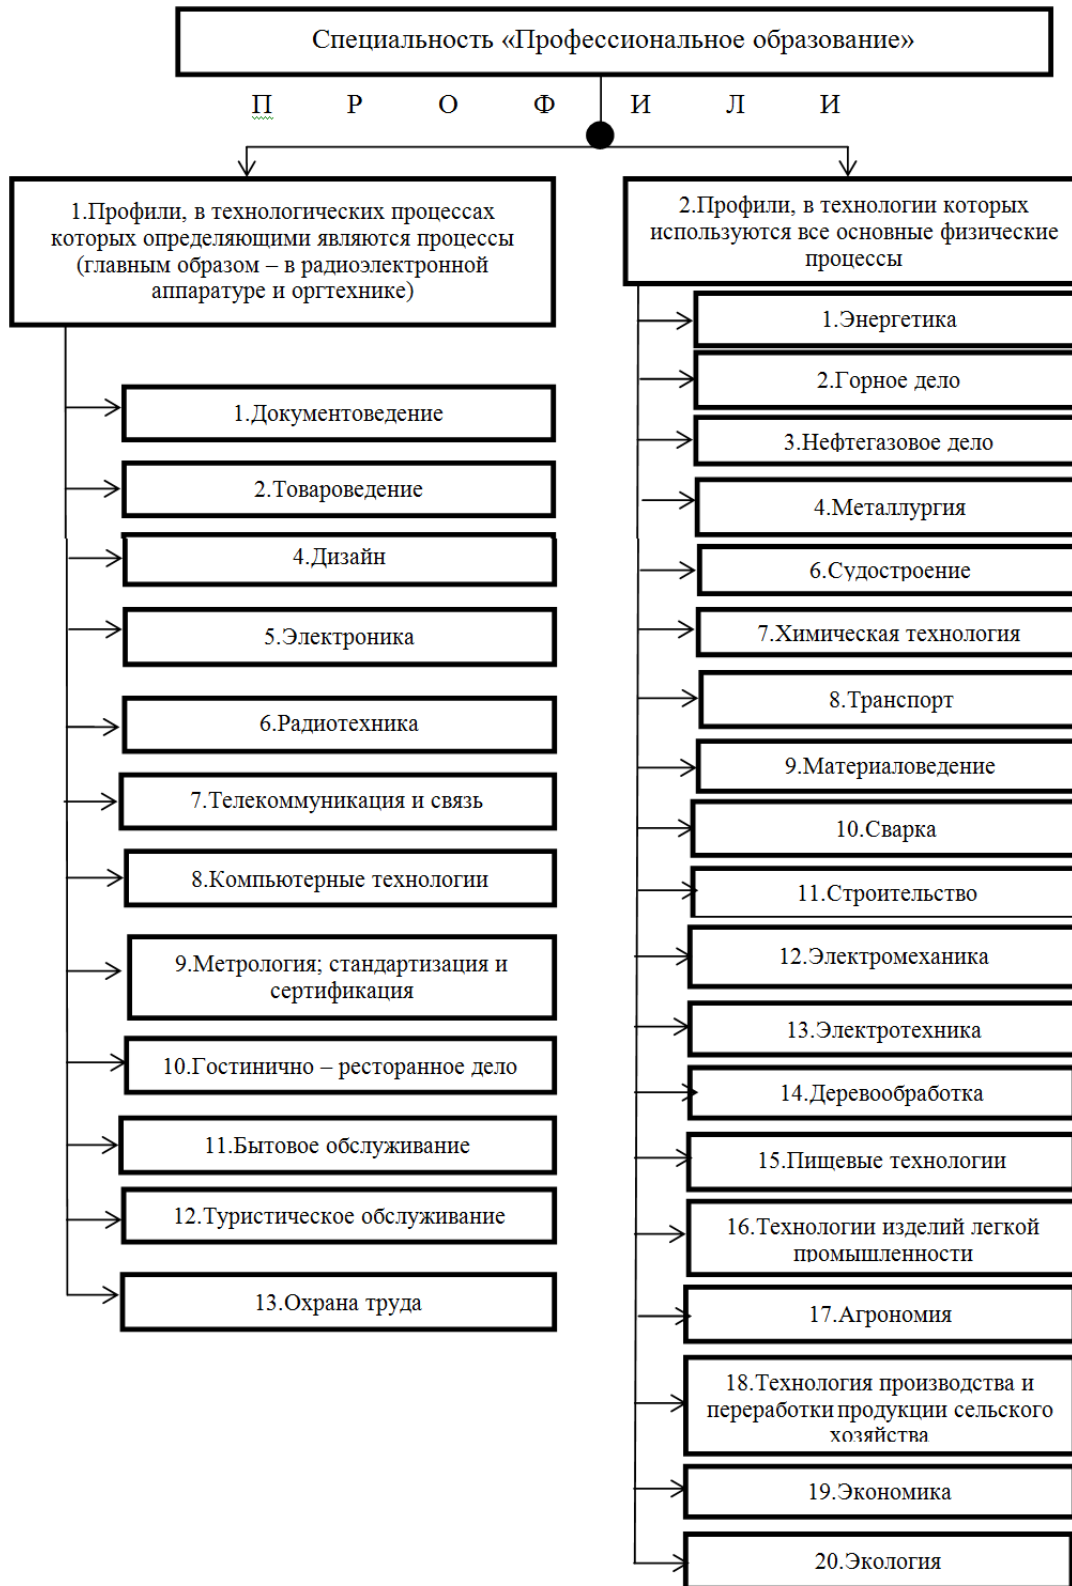 Специальность «Профессиональное образование»
П Р О Ф И Л И
1.Профили, в технологических процессах
которых определяющими являются процессы
(главным образом – в радиоэлектронной
аппаратуре и оргтехнике)
1.Документоведение
2.Товароведение
4.Дизайн
5.Электроника
6.Радиотехника
7.Телекоммуникация и связь
8.Компьютерные технологии
9.Метрология; стандартизация и
сертификация
10.Гостинично – ресторанное дело
11.Бытовое обслуживание
12.Туристическое обслуживание
13.Охрана труда
2.Профили, в технологии которых
используются все основные физические
процессы
1.Энергетика
2.Горное дело
3.Нефтегазовое дело
4.Металлургия
6.Судостроение
7.Химическая технология
8.Транспорт
9.Материаловедение
10.Сварка
11.Строительство
12.Электромеханика
13.Электротехника
14.Деревообработка
15.Пищевые технологии
16.Технологии изделий легкой
промышленности
17.Агрономия
18.Технология производства и
переработки продукции сельского
хозяйства
19.Экономика
20.Экология